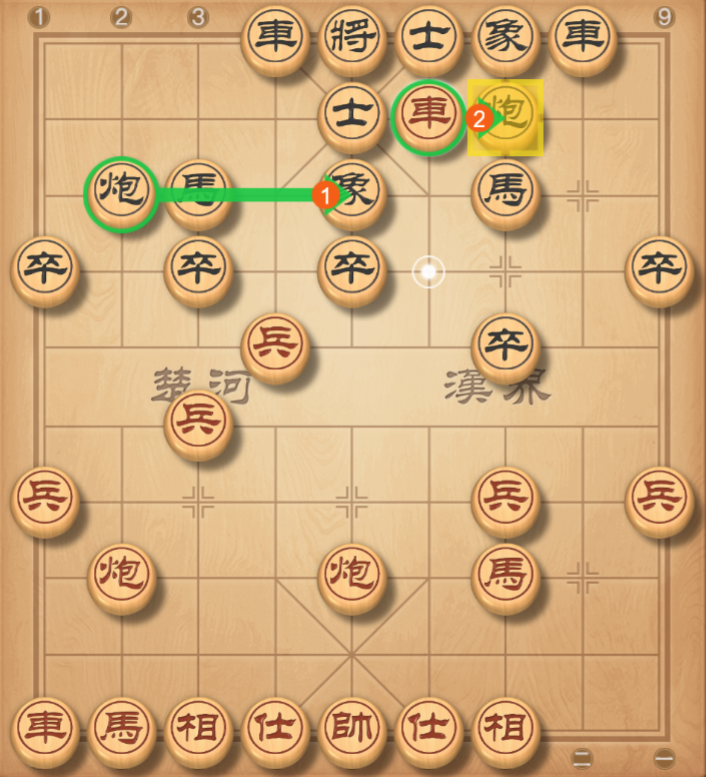 1 2 3 9
車 將 士 象 車
士 車 2 炮
炮 馬 1 象 馬
卒 卒 卒 卒
兵 卒
楚河 漢界
兵
兵 兵 兵
炮 炮 馬
車 馬 相 仕 帥 仕 相
二 一